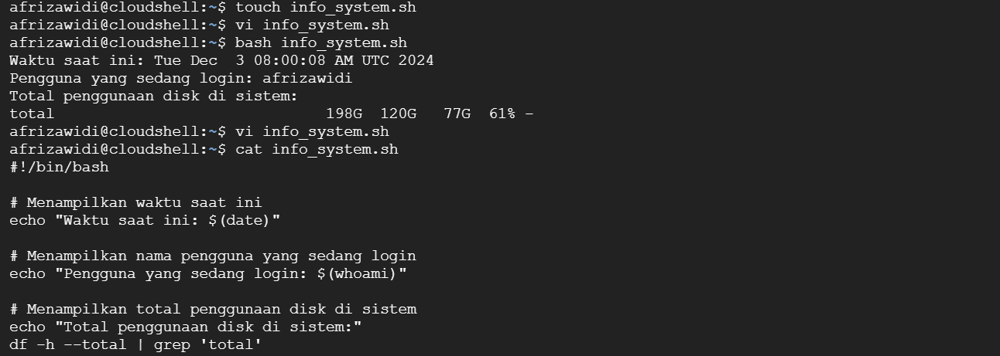 afrizawidi@cloudshell:~$ touch info_system.sh
afrizawidi@cloudshell:~$ vi info_system.sh
afrizawidi@cloudshell:~$ bash info_system.sh
Waktu saat ini: Tue Dec  3 08:00:08 AM UTC 2024
Pengguna yang sedang login: afrizawidi
Total penggunaan disk di sistem:
total                              198G  120G   77G  61% -
afrizawidi@cloudshell:~$ vi info_system.sh
afrizawidi@cloudshell:~$ cat info_system.sh
#!/bin/bash

# Menampilkan waktu saat ini
echo "Waktu saat ini: $(date)"

# Menampilkan nama pengguna yang sedang login
echo "Pengguna yang sedang login: $(whoami)"

# Menampilkan total penggunaan disk di sistem
echo "Total penggunaan disk di sistem:"
df -h --total | grep 'total'